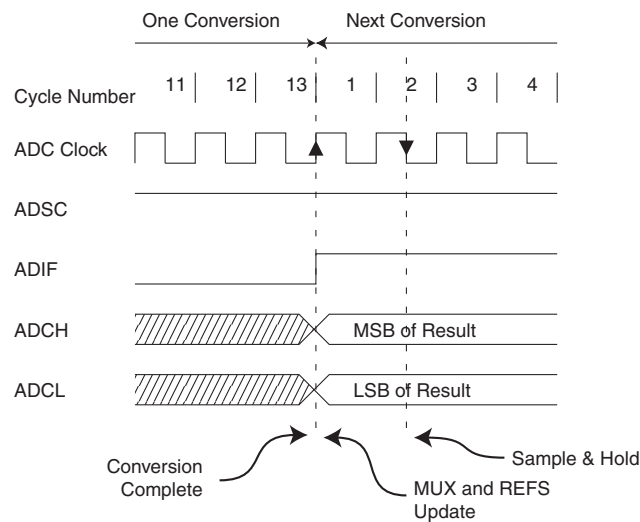 One Conversion Next Conversion
Cycle Number 11 12 13 1 2 3 4
ADC Clock
ADSC
ADIF
ADCH MSB of Result
ADCL LSB of Result
Sample & Hold
Conversion
Complete
MUX and REFS
Update